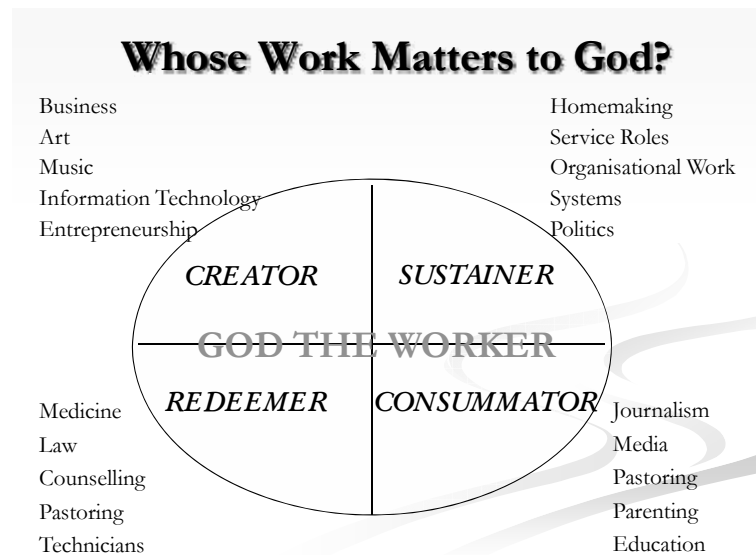 Whose Work Matters to God?
Business
Art
Music
Information Technology
Entrepreneurship
Homemaking
Service Roles
Organisational Work
Systems
Politics
CREATOR
SUSTAINER
GOD THE WORKER
REDEEMER
CONSUMMATOR
Medicine
Law
Counselling
Pastoring
Technicians
Journalism
Media
Pastoring
Parenting
Education